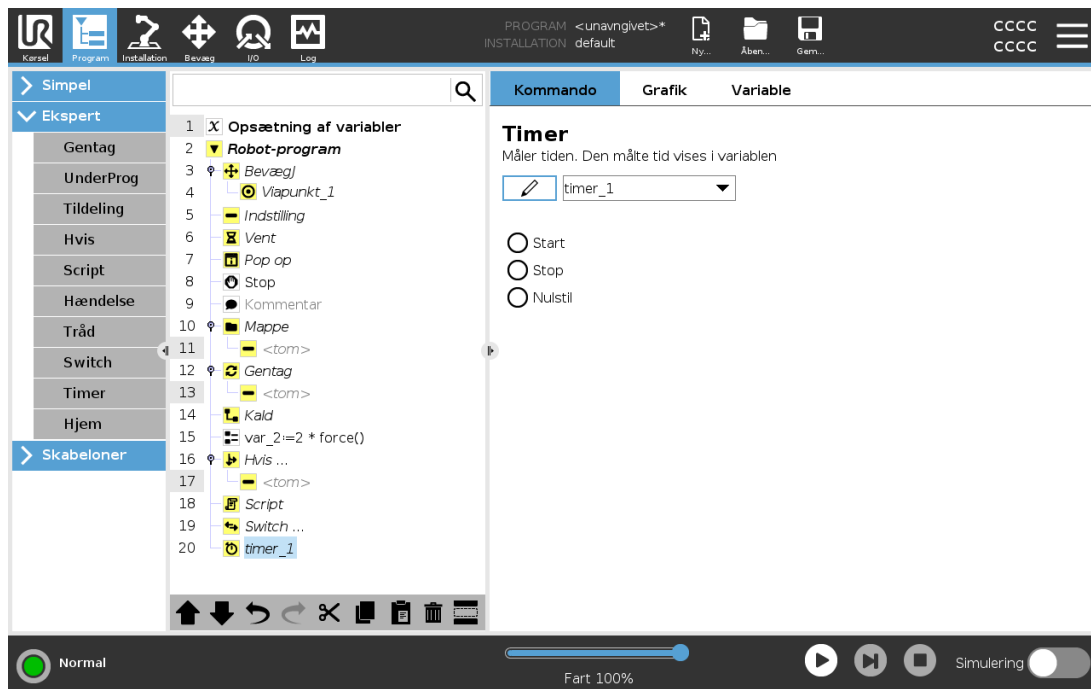 UR
Kørsel
Program
Installation
Bevæg
I/O
Log
PROGRAM <unavngivet>*
INSTALLATION default
Ny...
Åben...
Gem...
CCCC
CCCC
Simpel
Ekspert
Gentag
UnderProg
Tildeling
Hvis
Script
Hændelse
Tråd
Switch
Timer
Hjem
Skabeloner
1 X Opsætning af variabler
2 Robot-program
3 BevægJ
4 Viapunkt_1
5 Indstilling
6 Vent
7 Pop op
8 Stop
9 Kommentar
10 Mappe
11 <tom>
12 Gentag
13 <tom>
14 Kald
15 var_2:=2 * force()
16 Hvis ...
17 <tom>
18 Script
19 Switch ...
20 timer_1
Kommando Grafik Variable
Timer
Måler tiden. Den målte tid vises i variablen
timer_1
Start
Stop
Nulstil
Normal
Fart 100%
Simulering